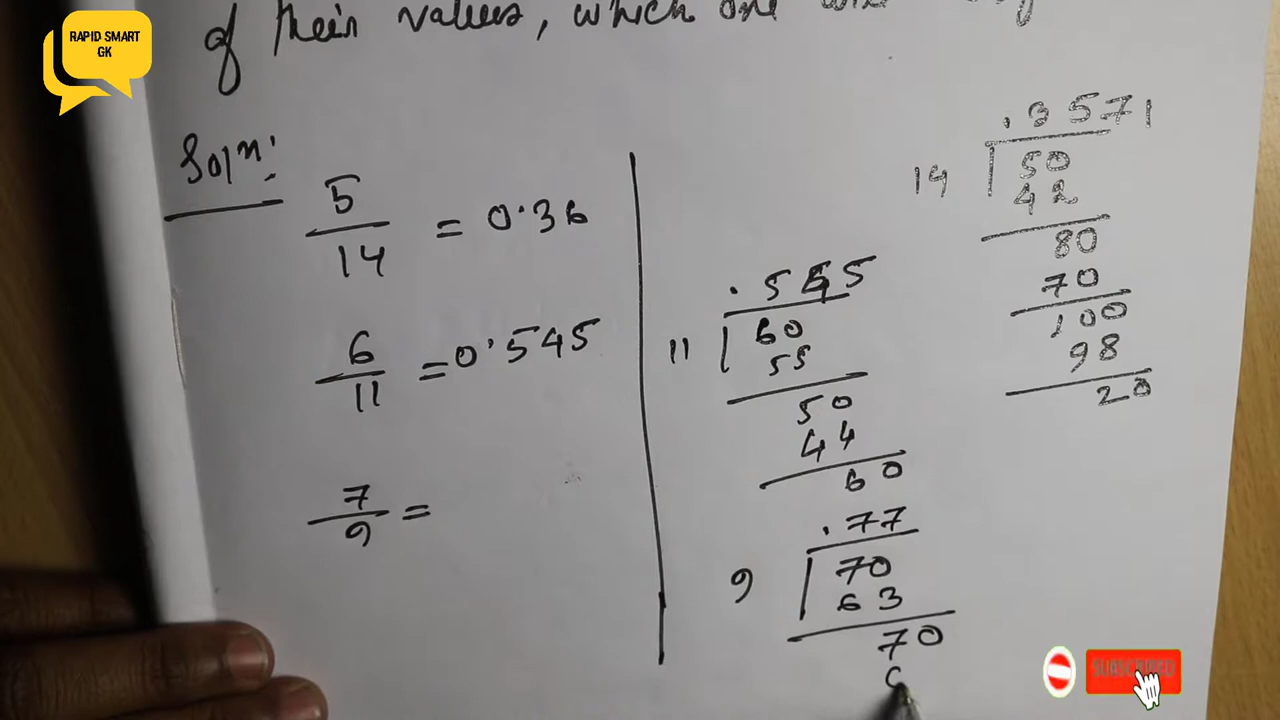 RAPID SMART
GK
of their values, which one
Soln:
5/14 = 0.36
6/11 = 0.545
7/9 =
.3571
14 50
42
80
70
100
98
20
.545
11 60
55
50
44
60
.77
9 70
63
70
SUBSCRIBED